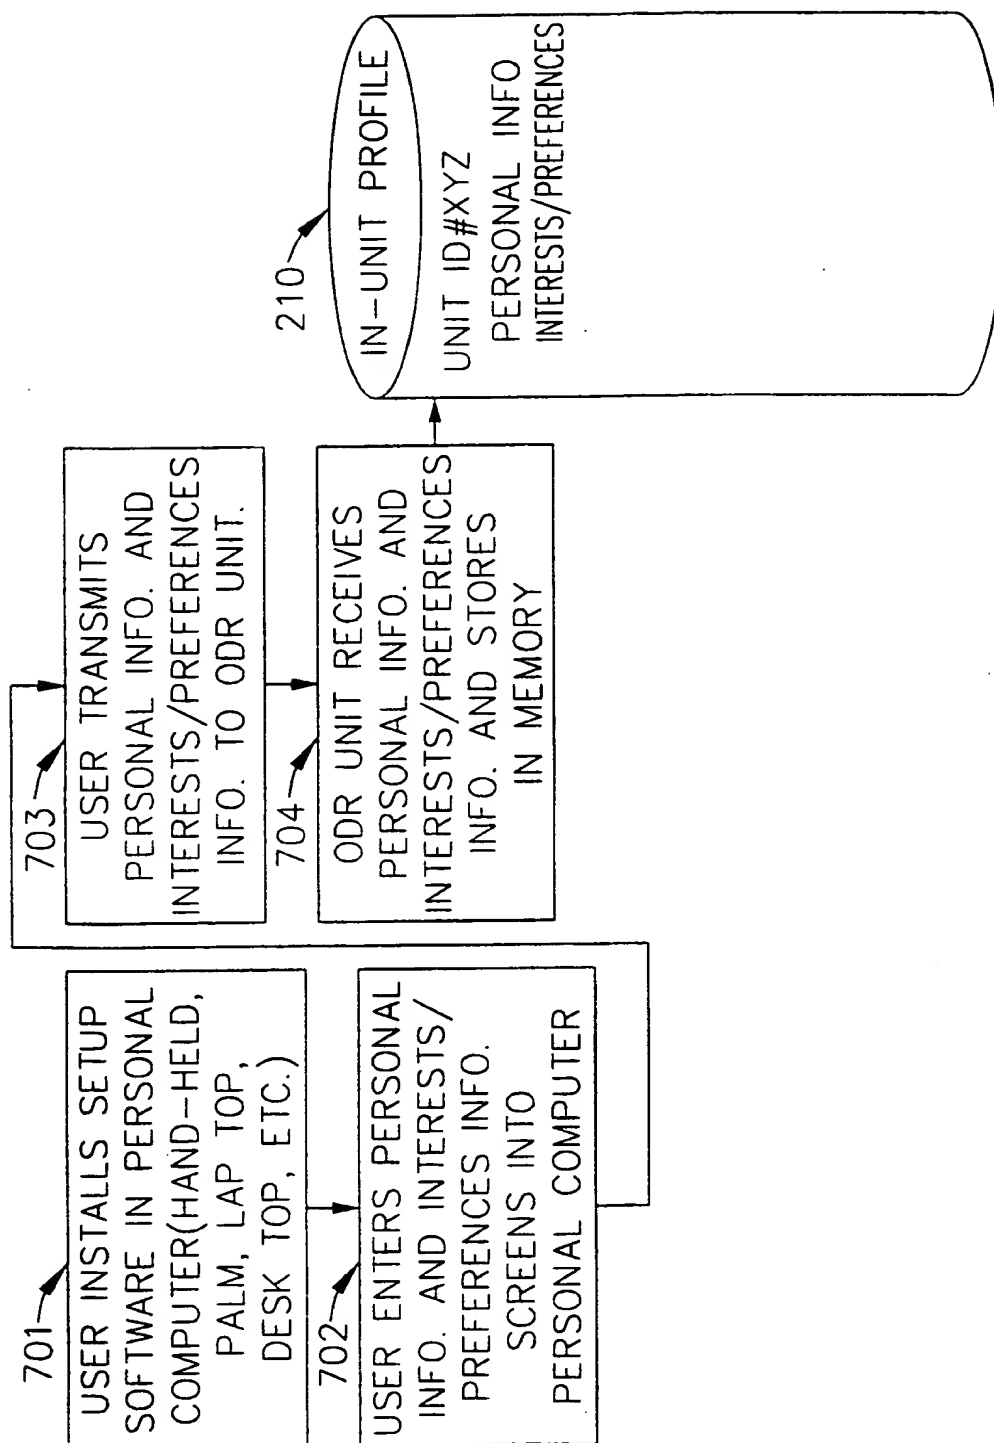 701
USER INSTALLS SETUP
SOFTWARE IN PERSONAL
COMPUTER(HAND-HELD,
PALM, LAP TOP,
DESK TOP, ETC.)
702
USER ENTERS PERSONAL
INFO. AND INTERESTS/
PREFERENCES INFO.
SCREENS INTO
PERSONAL COMPUTER
703
USER TRANSMITS
PERSONAL INFO. AND
INTERESTS/PREFERENCES
INFO. TO ODR UNIT.
704
ODR UNIT RECEIVES
PERSONAL INFO. AND
INTERESTS/PREFERENCES
INFO. AND STORES
IN MEMORY
210
IN-UNIT PROFILE
UNIT ID#XYZ
PERSONAL INFO
INTERESTS/PREFERENCES